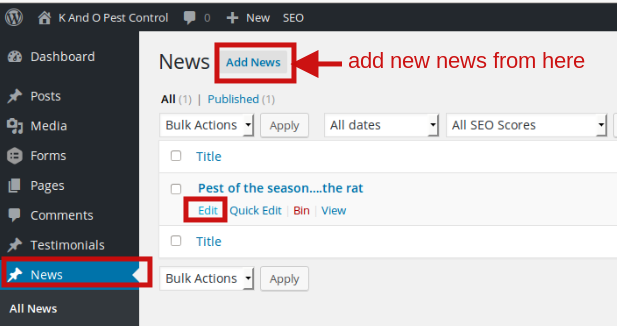 K And O Pest Control 0 New SEO
Dashboard
Posts
Media
Forms
Pages
Comments
Testimonials
News
All News
News Add News add new news from here
All (1) | Published (1)
Bulk Actions Apply All dates All SEO Scores
Title
Pest of the season....the rat
Edit Quick Edit | Bin | View
Title
Bulk Actions Apply